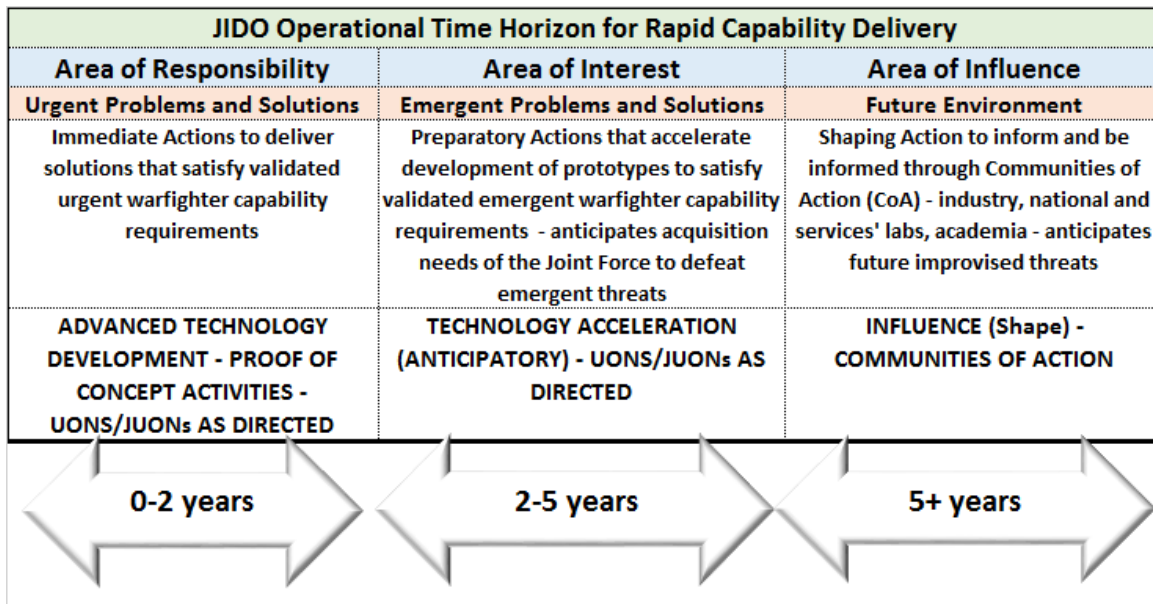 JIDO Operational Time Horizon for Rapid Capability Delivery
Area of Responsibility
Urgent Problems and Solutions
Immediate Actions to deliver
solutions that satisfy validated
urgent warfighter capability
requirements
ADVANCED TECHNOLOGY
DEVELOPMENT - PROOF OF
CONCEPT ACTIVITIES -
UONS/JUONs AS DIRECTED
0-2 years
Area of Interest
Emergent Problems and Solutions
Preparatory Actions that accelerate
development of prototypes to satisfy
validated emergent warfighter capability
requirements - anticipates acquisition
needs of the Joint Force to defeat
emergent threats
TECHNOLOGY ACCELERATION
(ANTICIPATORY) - UONS/JUONs AS
DIRECTED
2-5 years
Area of Influence
Future Environment
Shaping Action to inform and be
informed through Communities of
Action (CoA) - industry, national and
services' labs, academia - anticipates
future improvised threats
INFLUENCE (Shape) -
COMMUNITIES OF ACTION
5+ years